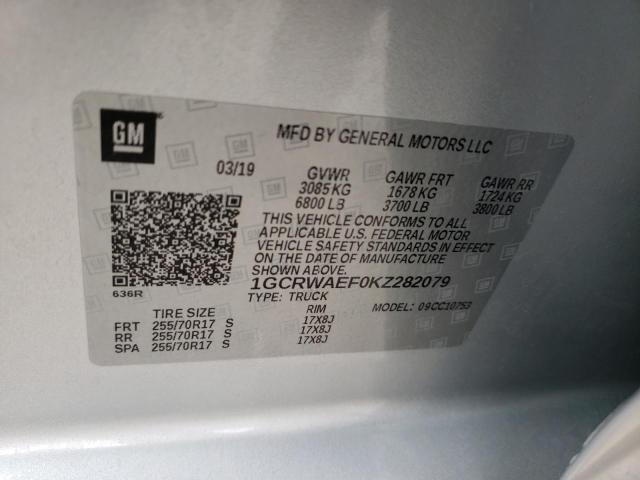 GM
MFD BY GENERAL MOTORS LLC
03/19 GVWR GAWR FRT GAWR RR
3085 KG 1678 KG 1724 KG
6800 LB 3700 LB 3800 LB
THIS VEHICLE CONFORMS TO ALL
APPLICABLE U.S. FEDERAL MOTOR
VEHICLE SAFETY STANDARDS IN EFFECT
ON THE DATE OF MANUFACTURE
SHOWN ABOVE.
1GCRWAEF0KZ282079
636R
TYPE: TRUCK MODEL: 09CC10753
TIRE SIZE RIM
FRT 255/70R17 S 17X8J
RR 255/70R17 S 17X8J
SPA 255/70R17 S 17X8J